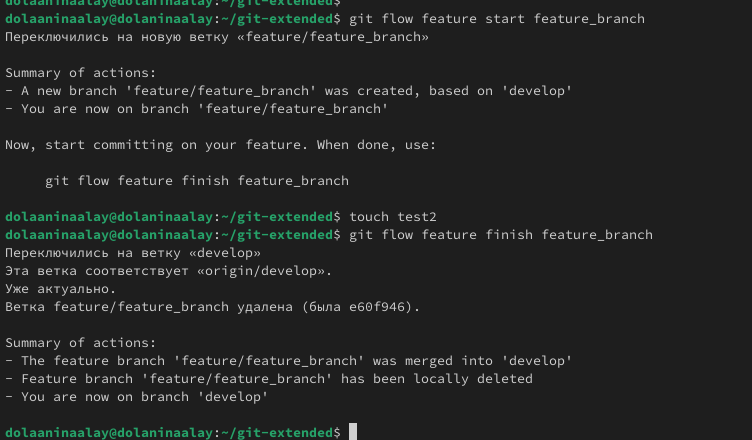 dolaaninaalay@dolaninaalay:~/git-extended$
dolaaninaalay@dolaninaalay:~/git-extended$ git flow feature start feature_branch
Переключились на новую ветку «feature/feature_branch»
Summary of actions:
- A new branch 'feature/feature_branch' was created, based on 'develop'
- You are now on branch 'feature/feature_branch'
Now, start committing on your feature. When done, use:
git flow feature finish feature_branch
dolaaninaalay@dolaninaalay:~/git-extended$ touch test2
dolaaninaalay@dolaninaalay:~/git-extended$ git flow feature finish feature_branch
Переключились на ветку «develop»
Эта ветка соответствует «origin/develop».
Уже актуально.
Ветка feature/feature_branch удалена (была e60f946).
Summary of actions:
- The feature branch 'feature/feature_branch' was merged into 'develop'
- Feature branch 'feature/feature_branch' has been locally deleted
- You are now on branch 'develop'
dolaaninaalay@dolaninaalay:~/git-extended$